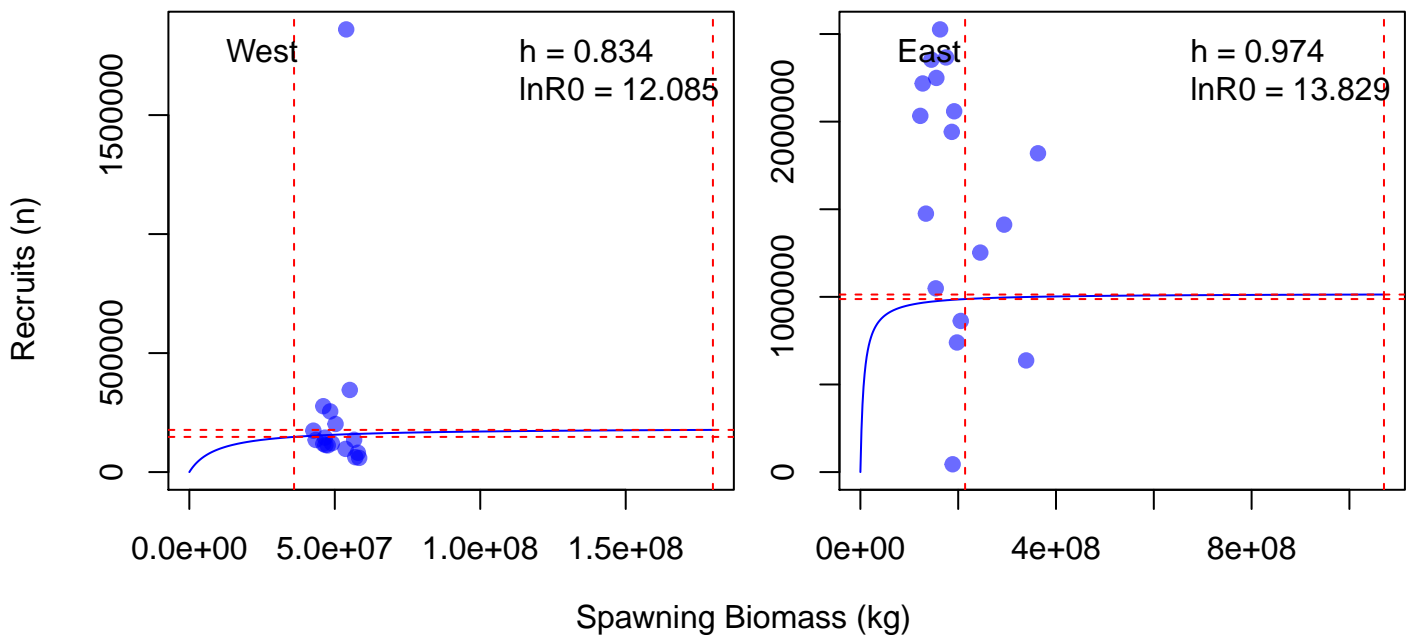 West
h = 0.834
lnR0 = 12.085
East
h = 0.974
lnR0 = 13.829
Recruits (n)
0
500000
1500000
0
1000000
2000000
0.0e+00 5.0e+07 1.0e+08 1.5e+08
0e+00 4e+08 8e+08
Spawning Biomass (kg)